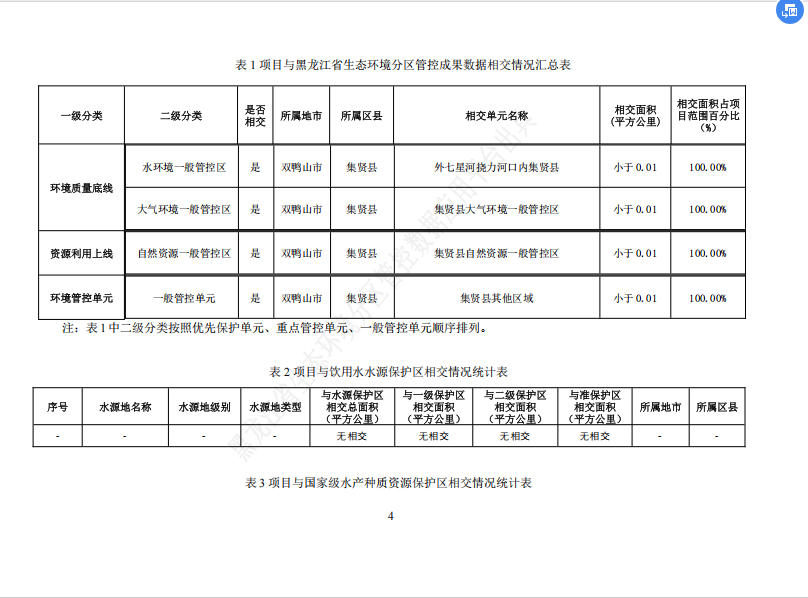 表 1 项目与黑龙江省生态环境分区管控成果数据相交情况汇总表
一级分类 二级分类 是否相交 所属地市 所属区县 相交单元名称 相交面积(平方公里) 相交面积占项目范围百分比(%)
环境质量底线 水环境一般管控区 是 双鸭山市 集贤县 外七星河挠力河口内集贤县 小于 0.01 100.00%
大气环境一般管控区 是 双鸭山市 集贤县 集贤县大气环境一般管控区 小于 0.01 100.00%
资源利用上线 自然资源一般管控区 是 双鸭山市 集贤县 集贤县自然资源一般管控区 小于 0.01 100.00%
环境管控单元 一般管控单元 是 双鸭山市 集贤县 集贤县其他区域 小于 0.01 100.00%
注：表 1 中二级分类按照优先保护单元、重点管控单元、一般管控单元顺序排列。
表 2 项目与饮用水水源保护区相交情况统计表
序号 水源地名称 水源地级别 水源地类型 与水源保护区相交总面积（平方公里） 与一级保护区相交面积（平方公里） 与二级保护区相交面积（平方公里） 与准保护区相交面积（平方公里） 所属地市 所属区县
- - - - 无相交 无相交 无相交 无相交 - -
表 3 项目与国家级水产种质资源保护区相交情况统计表
4
黑龙江省生态环境分区管控数据应用平台出具